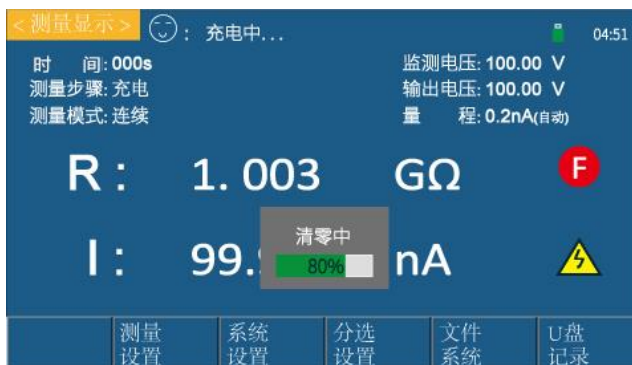 <测量显示> : 充电中... 04:51
时 间: 000s 监测电压: 100.00 V
测量步骤: 充电 输出电压: 100.00 V
测量模式: 连续 量 程: 0.2nA(自动)
R : 1. 003 GΩ F
清零中
I : 99. nA
80%
测量 系统 分选 文件 U盘
设置 设置 设置 系统 记录